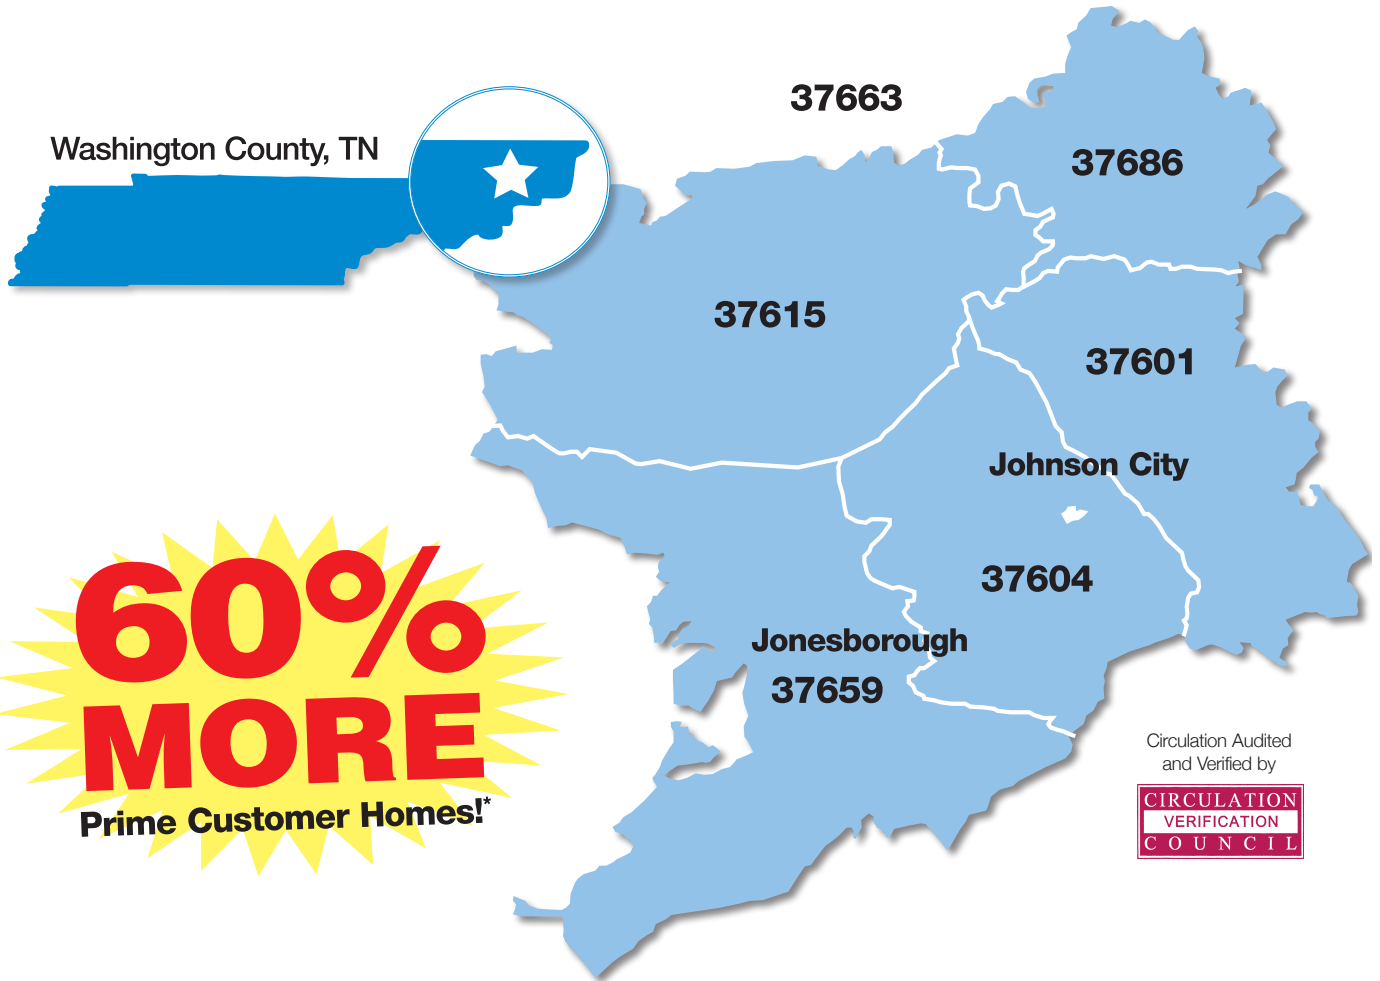 37663
Washington County, TN
37686
37615
37601
Johnson City
37604
Jonesborough
37659
60%
MORE
Prime Customer Homes!*
Circulation Audited
and Verified by
CIRCULATION
VERIFICATION
COUNCIL